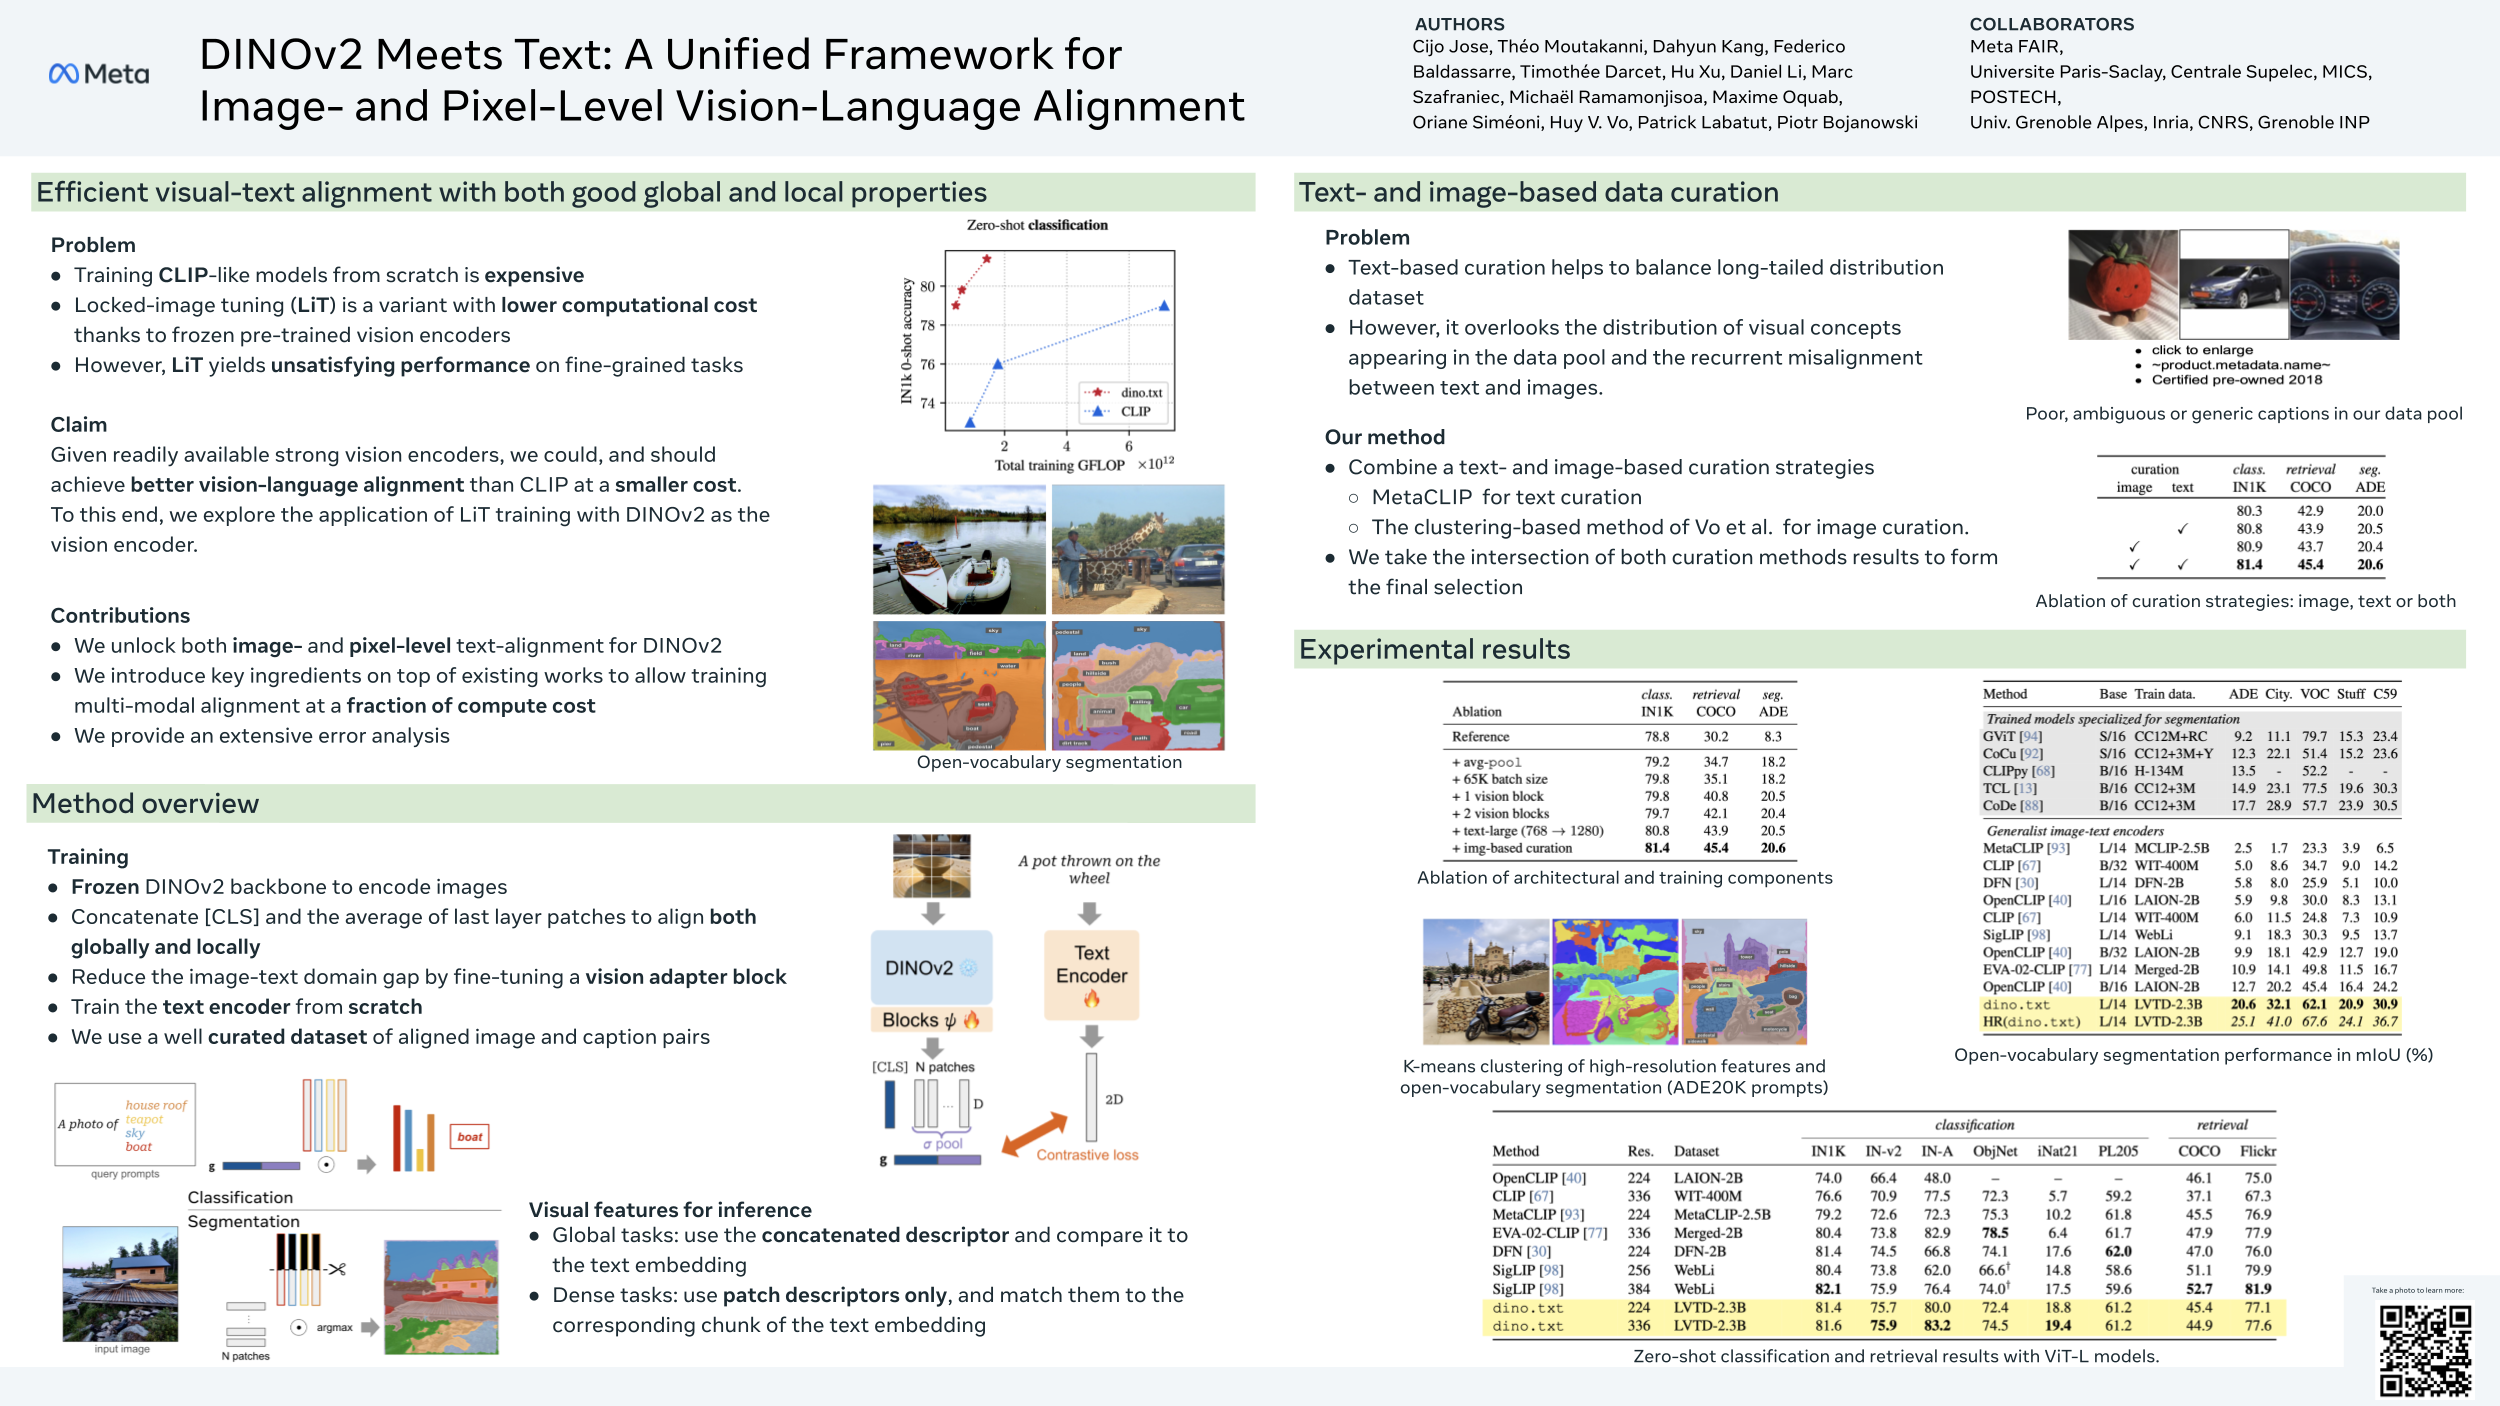 Meta
DINOv2 Meets Text: A Unified Framework for
Image- and Pixel-Level Vision-Language Alignment
AUTHORS
Cijo Jose, Théo Moutakanni, Dahyun Kang, Federico
Baldassarre, Timothée Darcet, Hu Xu, Daniel Li, Marc
Szafraniec, Michaël Ramamonjisoa, Maxime Oquab,
Oriane Siméoni, Huy V. Vo, Patrick Labatut, Piotr Bojanowski
COLLABORATORS
Meta FAIR,
Universite Paris-Saclay, Centrale Supelec, MICS,
POSTECH,
Univ. Grenoble Alpes, Inria, CNRS, Grenoble INP
Efficient visual-text alignment with both good global and local properties
Problem
● Training CLIP-like models from scratch is expensive
● Locked-image tuning (LiT) is a variant with lower computational cost
thanks to frozen pre-trained vision encoders
● However, LiT yields unsatisfying performance on fine-grained tasks
Claim
Given readily available strong vision encoders, we could, and should
achieve better vision-language alignment than CLIP at a smaller cost.
To this end, we explore the application of LiT training with DINOv2 as the
vision encoder.
Contributions
● We unlock both image- and pixel-level text-alignment for DINOv2
● We introduce key ingredients on top of existing works to allow training
multi-modal alignment at a fraction of compute cost
● We provide an extensive error analysis
Zero-shot classification
IN1k 0-shot accuracy
80
78
76
74
dino.txt
CLIP
2 4 6
Total training GFLOP ×10¹²
sky
land
river
field
water
seat
boat
pier
pedestal
pedestal
sky
land
bush
hillside
people
railing
animal
car
road
path
dirt track
Open-vocabulary segmentation
Method overview
Training
● Frozen DINOv2 backbone to encode images
● Concatenate [CLS] and the average of last layer patches to align both
globally and locally
● Reduce the image-text domain gap by fine-tuning a vision adapter block
● Train the text encoder from scratch
● We use a well curated dataset of aligned image and caption pairs
A pot thrown on the
wheel
DINOv2
Text
Encoder
Blocks ψ
[CLS] N patches
... D
2D
σ pool
g
Contrastive loss
A photo of
house roof
teapot
sky
boat
query prompts
g
boat
Classification
Segmentation
input image
N patches
argmax
Visual features for inference
● Global tasks: use the concatenated descriptor and compare it to
the text embedding
● Dense tasks: use patch descriptors only, and match them to the
corresponding chunk of the text embedding
Text- and image-based data curation
Problem
● Text-based curation helps to balance long-tailed distribution
dataset
● However, it overlooks the distribution of visual concepts
appearing in the data pool and the recurrent misalignment
between text and images.
Our method
● Combine a text- and image-based curation strategies
○ MetaCLIP for text curation
○ The clustering-based method of Vo et al. for image curation.
● We take the intersection of both curation methods results to form
the final selection
• click to enlarge
• ~product.metadata.name~
• Certified pre-owned 2018
Poor, ambiguous or generic captions in our data pool
curation class. retrieval seg.
image text IN1K COCO ADE
80.3 42.9 20.0
✓ 80.8 43.9 20.5
✓ 80.9 43.7 20.4
✓ ✓ 81.4 45.4 20.6
Ablation of curation strategies: image, text or both
Experimental results
class. retrieval seg.
Ablation IN1K COCO ADE
Reference 78.8 30.2 8.3
+ avg-pool 79.2 34.7 18.2
+ 65K batch size 79.8 35.1 18.2
+ 1 vision block 79.8 40.8 20.5
+ 2 vision blocks 79.7 42.1 20.4
+ text-large (768 → 1280) 80.8 43.9 20.5
+ img-based curation 81.4 45.4 20.6
Ablation of architectural and training components
K-means clustering of high-resolution features and
open-vocabulary segmentation (ADE20K prompts)
Method Base Train data. ADE City. VOC Stuff C59
Trained models specialized for segmentation
GViT [94] S/16 CC12M+RC 9.2 11.1 79.7 15.3 23.4
CoCu [92] S/16 CC12+3M+Y 12.3 22.1 51.4 15.2 23.6
CLIPpy [68] B/16 H-134M 13.5 - 52.2 - -
TCL [13] B/16 CC12+3M 14.9 23.1 77.5 19.6 30.3
CoDe [88] B/16 CC12+3M 17.7 28.9 57.7 23.9 30.5
Generalist image-text encoders
MetaCLIP [93] L/14 MCLIP-2.5B 2.5 1.7 23.3 3.9 6.5
CLIP [67] B/32 WIT-400M 5.0 8.6 34.7 9.0 14.2
DFN [30] L/14 DFN-2B 5.8 8.0 25.9 5.1 10.0
OpenCLIP [40] L/16 LAION-2B 5.9 9.8 30.0 8.3 13.1
CLIP [67] L/14 WIT-400M 6.0 11.5 24.8 7.3 10.9
SigLIP [98] L/14 WebLi 9.1 18.3 30.3 9.5 13.7
OpenCLIP [40] B/32 LAION-2B 9.9 18.1 42.9 12.7 19.0
EVA-02-CLIP [77] L/14 Merged-2B 10.9 14.1 49.8 11.5 16.7
OpenCLIP [40] B/16 LAION-2B 12.7 20.2 45.4 16.4 24.2
dino.txt L/14 LVTD-2.3B 20.6 32.1 62.1 20.9 30.9
HR(dino.txt) L/14 LVTD-2.3B 25.1 41.0 67.6 24.1 36.7
Open-vocabulary segmentation performance in mIoU (%)
classification retrieval
Method Res. Dataset IN1K IN-v2 IN-A ObjNet iNat21 PL205 COCO Flickr
OpenCLIP [40] 224 LAION-2B 74.0 66.4 48.0 – – – 46.1 75.0
CLIP [67] 336 WIT-400M 76.6 70.9 77.5 72.3 5.7 59.2 37.1 67.3
MetaCLIP [93] 224 MetaCLIP-2.5B 79.2 72.6 72.3 75.3 10.2 61.8 45.5 76.9
EVA-02-CLIP [77] 336 Merged-2B 80.4 73.8 82.9 78.5 6.4 61.7 47.9 77.9
DFN [30] 224 DFN-2B 81.4 74.5 66.8 74.1 17.6 62.0 47.0 76.0
SigLIP [98] 256 WebLi 80.4 73.8 62.0 66.6† 14.8 58.6 51.1 79.9
SigLIP [98] 384 WebLi 82.1 75.9 76.4 74.0† 17.5 59.6 52.7 81.9
dino.txt 224 LVTD-2.3B 81.4 75.7 80.0 72.4 18.8 61.2 45.4 77.1
dino.txt 336 LVTD-2.3B 81.6 75.9 83.2 74.5 19.4 61.2 44.9 77.6
Zero-shot classification and retrieval results with ViT-L models.
Take a photo to learn more: